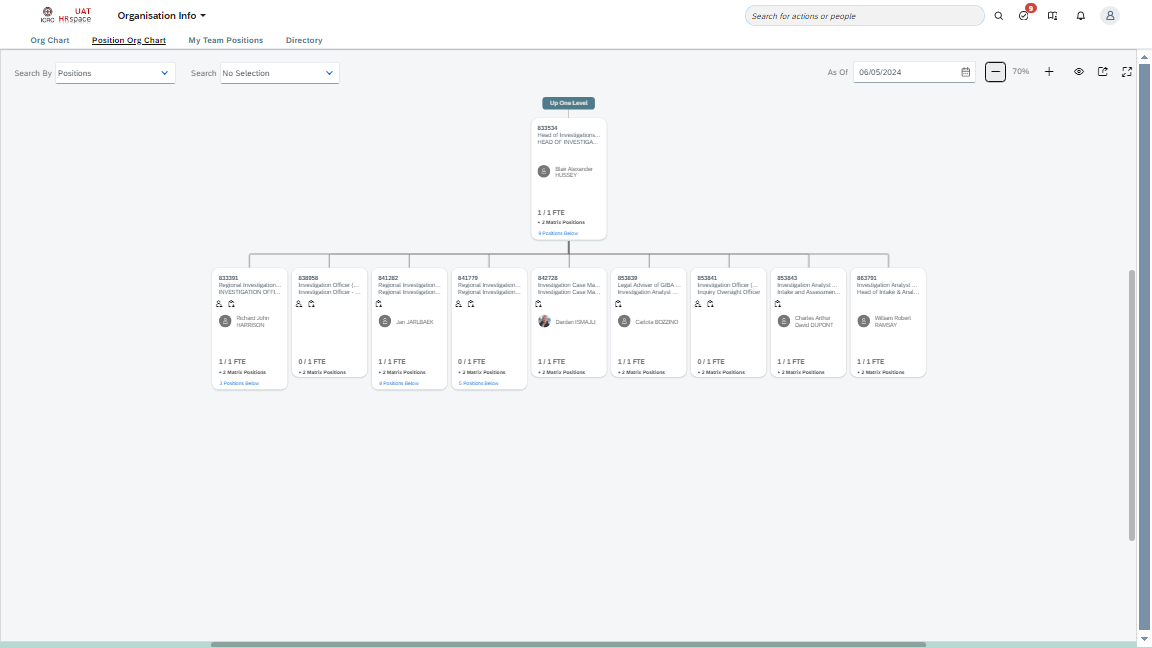 ICRC
UAT
HRspace
Organisation Info
Search for actions or people
9
Org Chart
Position Org Chart
My Team Positions
Directory
Search By
Positions
Search
No Selection
As Of
06/05/2024
70%
Up One Level
833534
Head of Investigations...
HEAD OF INVESTIGA...
Blair Alexander
HUSSEY
1 / 1 FTE
+ 2 Matrix Positions
9 Positions Below
833391
Regional Investigation...
INVESTIGATION OFFI...
Richard John
HARRISON
1 / 1 FTE
+ 2 Matrix Positions
3 Positions Below
838958
Investigation Officer (...
Investigation Officer - ...
0 / 1 FTE
+ 2 Matrix Positions
841282
Regional Investigation...
Regional Investigation...
Jan JARLBAEK
1 / 1 FTE
+ 2 Matrix Positions
8 Positions Below
841779
Regional Investigation...
Regional Investigation...
0 / 1 FTE
+ 2 Matrix Positions
Positions Below
842728
Investigation Case Ma...
Investigation Case Ma...
Dardan ISMAJLI
1 / 1 FTE
+ 2 Matrix Positions
853839
Legal Adviser of GIBA ...
Investigation Analyst ...
Carlota BOZZINO
1 / 1 FTE
+ 2 Matrix Positions
853841
Investigation Officer (...
Inquiry Oversight Officer
0 / 1 FTE
+ 2 Matrix Positions
853843
Investigation Analyst ...
Intake and Assessmen...
Charles Arthur
David DUPONT
1 / 1 FTE
+ 2 Matrix Positions
863791
Investigation Analyst ...
Head of Intake & Anal...
William Robert
RAMSAY
1 / 1 FTE
+ 2 Matrix Positions